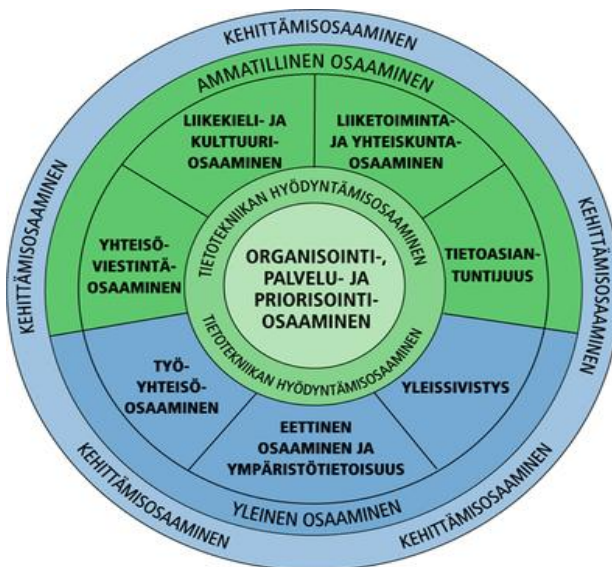 KEHITTÄMISOSAAMINEN
AMMATILLINEN OSAAMINEN
LIIKEKIELI- JA
KULTTUURI-
OSAAMINEN
LIIKETOIMINTA-
JA YHTEISKUNTA-
OSAAMINEN
KEHITTÄMISOSAAMINEN
KEHITTÄMISOSAAMINEN
YHTEISÖ-
VIESTINTÄ-
OSAAMINEN
TIETOTEKNIIKAN HYÖDYNTÄMISOSAAMINEN
ORGANISOINTI-,
PALVELU- JA
PRIORISOINTI-
OSAAMINEN
TIETOASIAN-
TUNTIJUUS
TIETOTEKNIIKAN HYÖDYNTÄMISOSAAMINEN
TYÖ-
YHTEISÖ-
OSAAMINEN
EETTINEN
OSAAMINEN JA
YMPÄRISTÖTIETOISUUS
YLEISSIVISTYS
YLEINEN OSAAMINEN
KEHITTÄMISOSAAMINEN
KEHITTÄMISOSAAMINEN